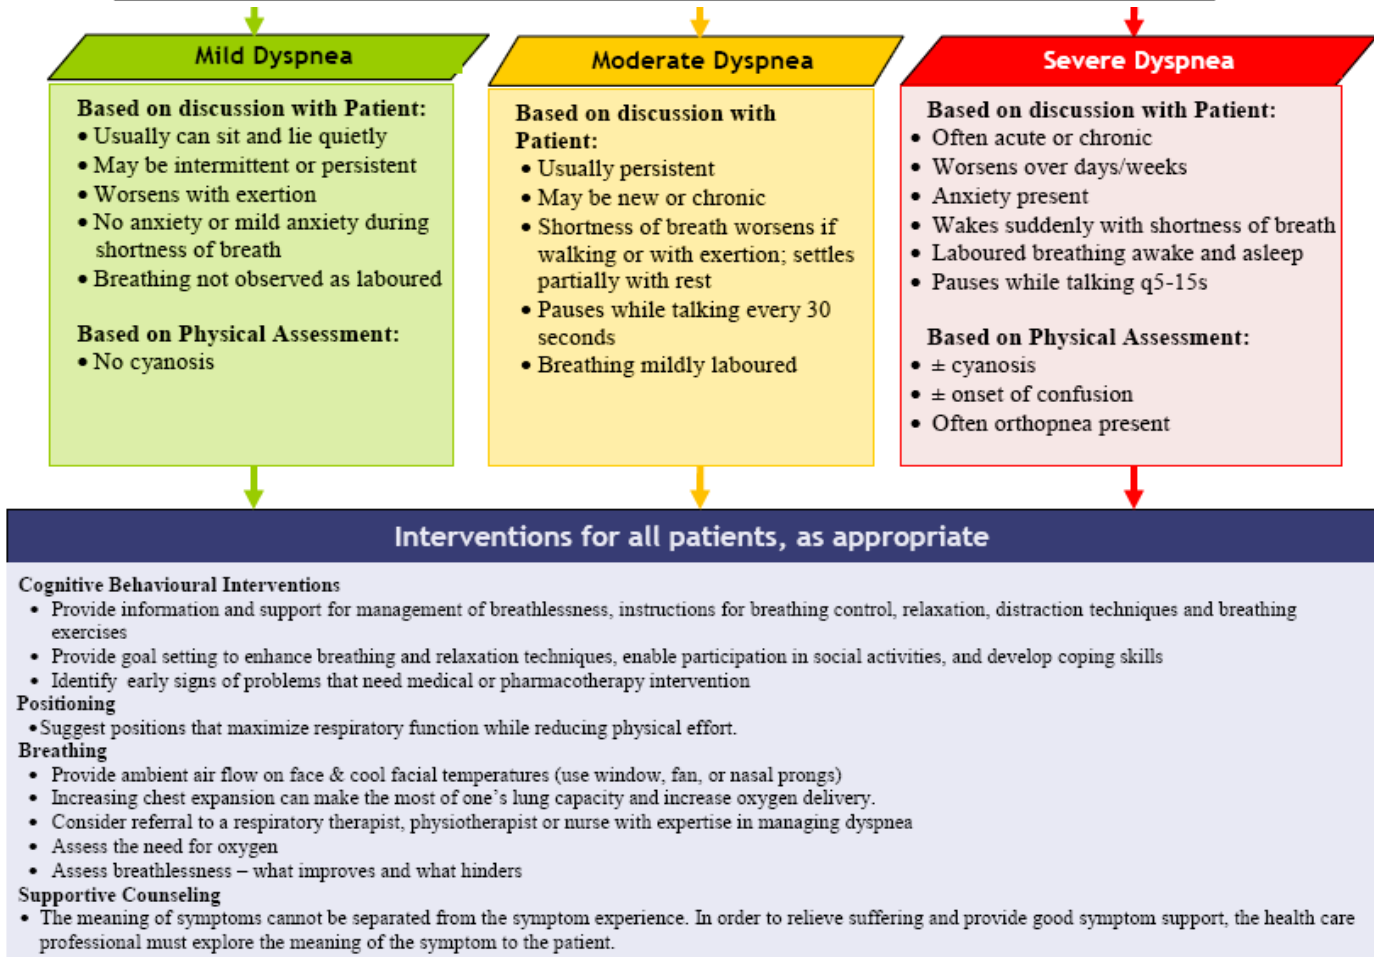 Mild Dyspnea
Based on discussion with Patient:
• Usually can sit and lie quietly
• May be intermittent or persistent
• Worsens with exertion
• No anxiety or mild anxiety during
shortness of breath
• Breathing not observed as laboured
Based on Physical Assessment:
• No cyanosis
Moderate Dyspnea
Based on discussion with
Patient:
• Usually persistent
• May be new or chronic
• Shortness of breath worsens if
walking or with exertion; settles
partially with rest
• Pauses while talking every 30
seconds
• Breathing mildly laboured
Severe Dyspnea
Based on discussion with Patient:
• Often acute or chronic
• Worsens over days/weeks
• Anxiety present
• Wakes suddenly with shortness of breath
• Laboured breathing awake and asleep
• Pauses while talking q5-15s
Based on Physical Assessment:
• ± cyanosis
• ± onset of confusion
• Often orthopnea present
Interventions for all patients, as appropriate
Cognitive Behavioural Interventions
• Provide information and support for management of breathlessness, instructions for breathing control, relaxation, distraction techniques and breathing
exercises
• Provide goal setting to enhance breathing and relaxation techniques, enable participation in social activities, and develop coping skills
• Identify early signs of problems that need medical or pharmacotherapy intervention
Positioning
• Suggest positions that maximize respiratory function while reducing physical effort.
Breathing
• Provide ambient air flow on face & cool facial temperatures (use window, fan, or nasal prongs)
• Increasing chest expansion can make the most of one's lung capacity and increase oxygen delivery.
• Consider referral to a respiratory therapist, physiotherapist or nurse with expertise in managing dyspnea
• Assess the need for oxygen
• Assess breathlessness – what improves and what hinders
Supportive Counseling
• The meaning of symptoms cannot be separated from the symptom experience. In order to relieve suffering and provide good symptom support, the health care
professional must explore the meaning of the symptom to the patient.